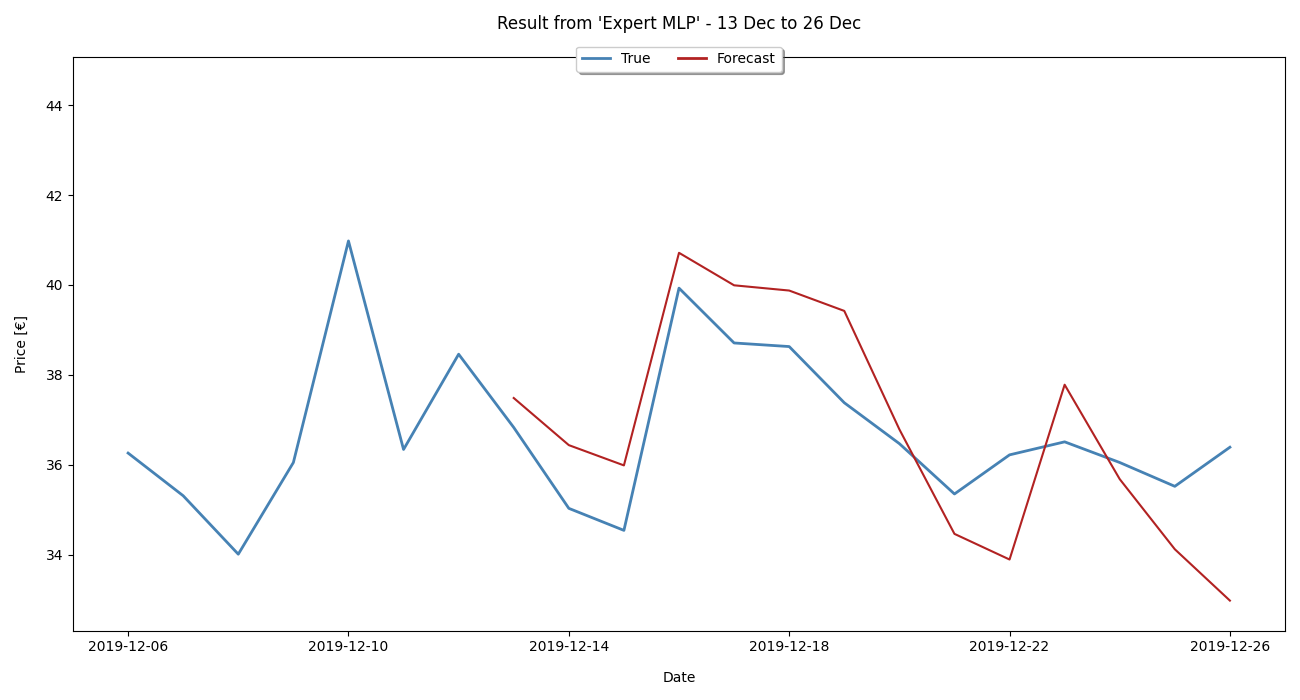 Result from 'Expert MLP' - 13 Dec to 26 Dec
True Forecast
44
42
40
38
36
34
Price [€]
2019-12-06 2019-12-10 2019-12-14 2019-12-18 2019-12-22 2019-12-26
Date